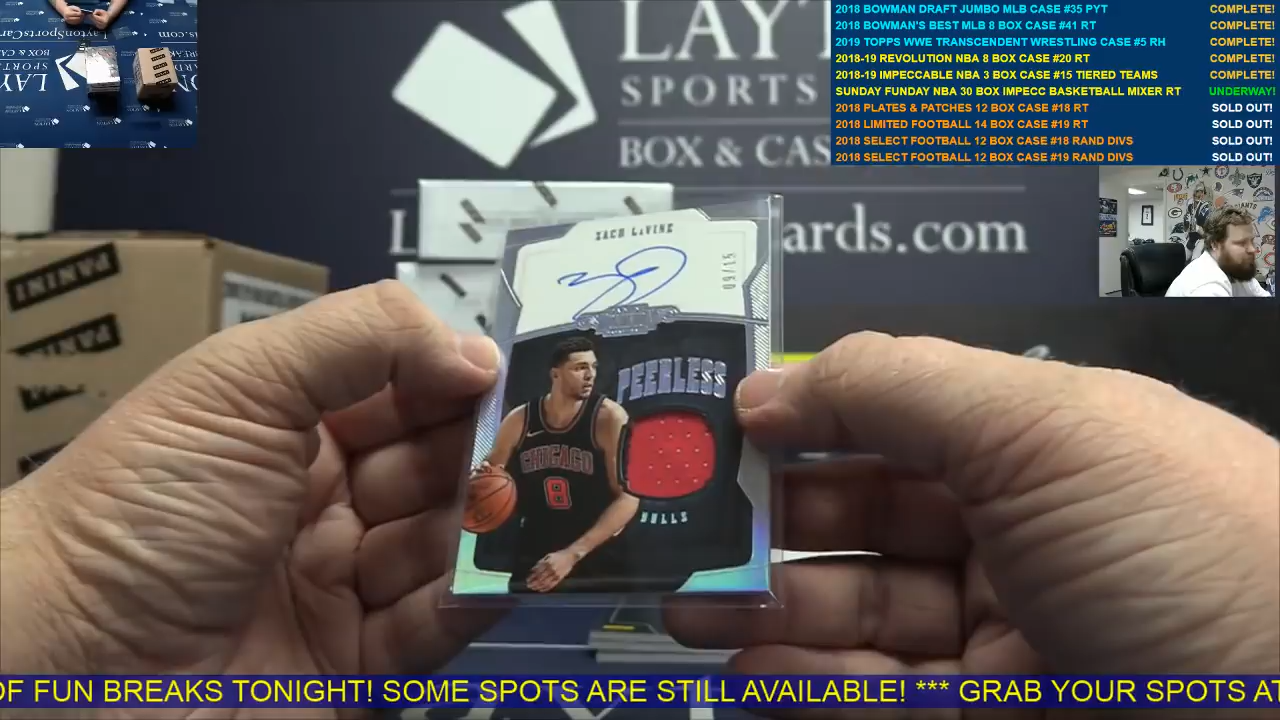 2018 BOWMAN DRAFT JUMBO MLB CASE #35 PYT COMPLETE!
2018 BOWMAN'S BEST MLB 8 BOX CASE #41 RT COMPLETE!
2019 TOPPS WWE TRANSCENDENT WRESTLING CASE #5 RH COMPLETE!
2018-19 REVOLUTION NBA 8 BOX CASE #20 RT COMPLETE!
2018-19 IMPECCABLE NBA 3 BOX CASE #15 TIERED TEAMS COMPLETE!
SUNDAY FUNDAY NBA 30 BOX IMPECC BASKETBALL MIXER RT UNDERWAY!
2018 PLATES & PATCHES 12 BOX CASE #18 RT SOLD OUT!
2018 LIMITED FOOTBALL 14 BOX CASE #19 RT SOLD OUT!
2018 SELECT FOOTBALL 12 BOX CASE #18 RAND DIVS SOLD OUT!
2018 SELECT FOOTBALL 12 BOX CASE #19 RAND DIVS SOLD OUT!
LAYT
SPORTS
BOX & CAS
L ards.com
PANINI
PANINI
ZACH LaVINE
09/15
PEERLESS
CHICAGO
8
BULLS
OF FUN BREAKS TONIGHT! SOME SPOTS ARE STILL AVAILABLE! *** GRAB YOUR SPOTS AT